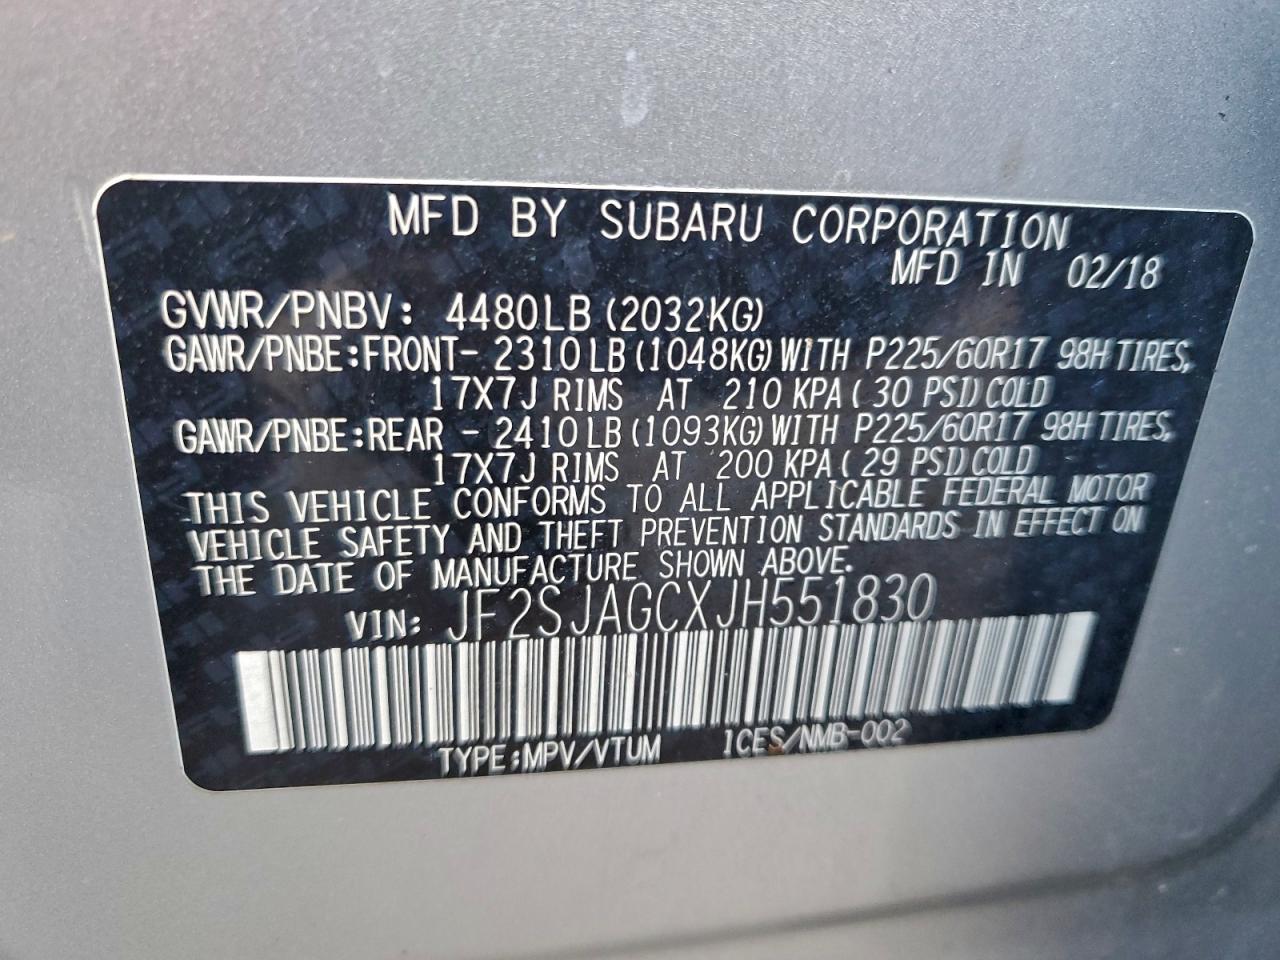 MFD BY SUBARU CORPORATION
MFD IN 02/18
GVWR/PNBV: 4480LB (2032KG)
GAWR/PNBE:FRONT- 2310LB (1048KG) WITH P225/60R17 98H TIRES,
17X7J RIMS AT 210 KPA ( 30 PSI) COLD
GAWR/PNBE:REAR - 2410LB (1093KG) WITH P225/60R17 98H TIRES,
17X7J RIMS AT 200 KPA ( 29 PSI) COLD
THIS VEHICLE CONFORMS TO ALL APPLICABLE FEDERAL MOTOR
VEHICLE SAFETY AND THEFT PREVENTION STANDARDS IN EFFECT ON
THE DATE OF MANUFACTURE SHOWN ABOVE.
VIN: JF2SJAGCXJH551830
TYPE:MPV/VTUM ICES/NMB-002